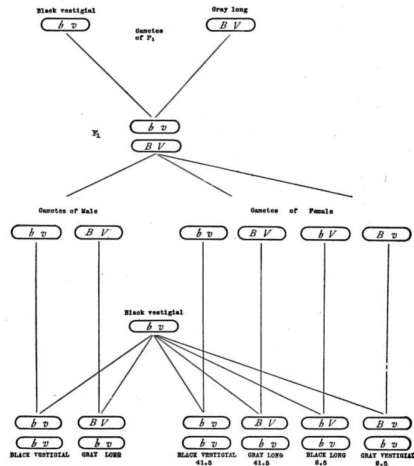 Black vestigial Gametes of P₁ Gray long
b v B V
F₁ b v
B V
Gametes of Male Gametes of Female
b v B V b v B V b V B v
Black vestigial
b v
b v B V b v B V b V B v
b v b v b v b v b v b v
BLACK VESTIGIAL GRAY LONG BLACK VESTIGIAL GRAY LONG BLACK LONG GRAY VESTIGIAL
41.5 41.5 8.5 8.5